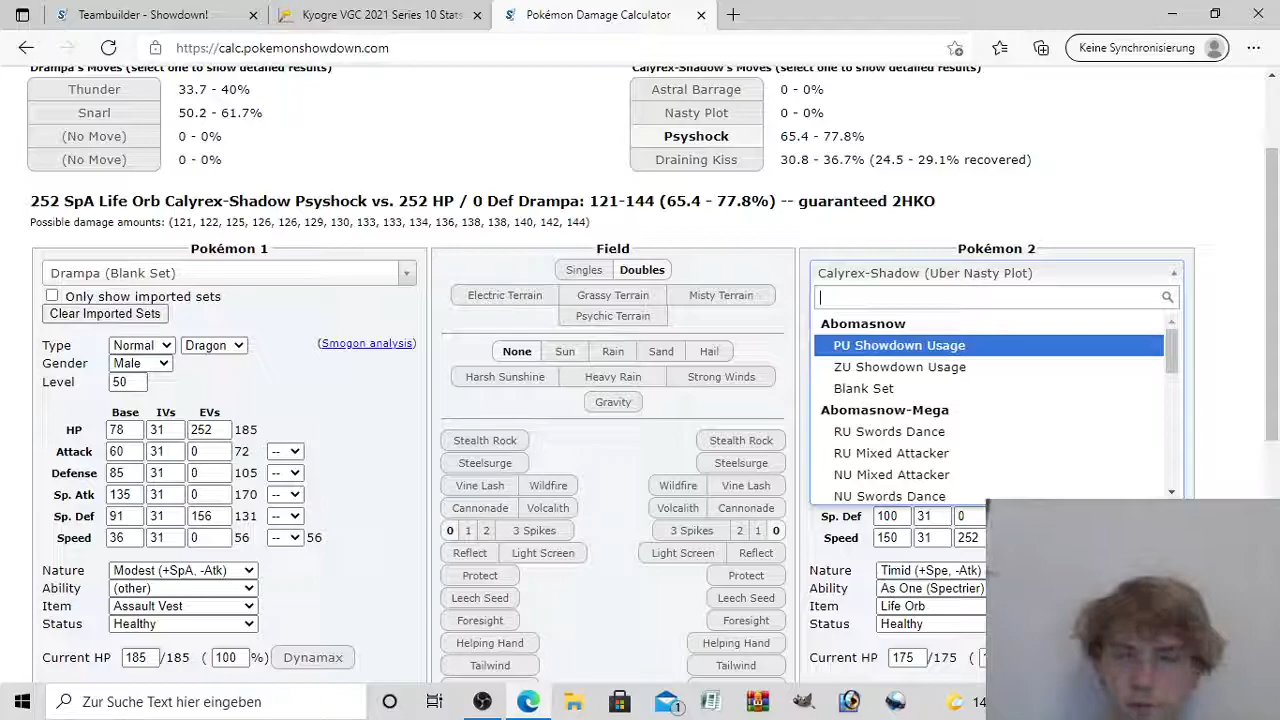 Teambuilder - Showdown!
Kyogre VGC 2021 Series 10 Stats
Pokémon Damage Calculator
https://calc.pokemonshowdown.com
Keine Synchronisierung
Drampa's Moves (select one to show detailed results)
Calyrex-Shadow's Moves (select one to show detailed results)
Thunder 33.7 - 40%
Astral Barrage 0 - 0%
Snarl 50.2 - 61.7%
Nasty Plot 0 - 0%
(No Move) 0 - 0%
Psyshock 65.4 - 77.8%
(No Move) 0 - 0%
Draining Kiss 30.8 - 36.7% (24.5 - 29.1% recovered)
252 SpA Life Orb Calyrex-Shadow Psyshock vs. 252 HP / 0 Def Drampa: 121-144 (65.4 - 77.8%) -- guaranteed 2HKO
Possible damage amounts: (121, 122, 125, 126, 126, 129, 130, 133, 133, 134, 136, 138, 138, 140, 142, 144)
Pokémon 1
Drampa (Blank Set)
Only show imported sets
Clear Imported Sets
Type Normal Dragon (Smogon analysis)
Gender Male
Level 50
Base IVs EVs
HP 78 31 252 185
Attack 60 31 0 72 --
Defense 85 31 0 105 --
Sp. Atk 135 31 0 170 --
Sp. Def 91 31 156 131 --
Speed 36 31 0 56 -- 56
Nature Modest (+SpA, -Atk)
Ability (other)
Item Assault Vest
Status Healthy
Current HP 185 /185 ( 100 %) Dynamax
Field
Singles Doubles
Electric Terrain Grassy Terrain Misty Terrain
Psychic Terrain
None Sun Rain Sand Hail
Harsh Sunshine Heavy Rain Strong Winds
Gravity
Stealth Rock Stealth Rock
Steelsurge Steelsurge
Vine Lash Wildfire Wildfire Vine Lash
Cannonade Volcalith Volcalith Cannonade
0 1 2 3 Spikes 3 Spikes 2 1 0
Reflect Light Screen Light Screen Reflect
Protect Protect
Leech Seed Leech Seed
Foresight Foresight
Helping Hand Helping Hand
Tailwind Tailwind
Pokémon 2
Calyrex-Shadow (Uber Nasty Plot)
Abomasnow
PU Showdown Usage
ZU Showdown Usage
Blank Set
Abomasnow-Mega
RU Swords Dance
RU Mixed Attacker
NU Mixed Attacker
NU Swords Dance
Sp. Def 100 31 0
Speed 150 31 252
Nature Timid (+Spe, -Atk)
Ability As One (Spectrier)
Item Life Orb
Status Healthy
Current HP 175 /175 (
Zur Suche Text hier eingeben
1
14